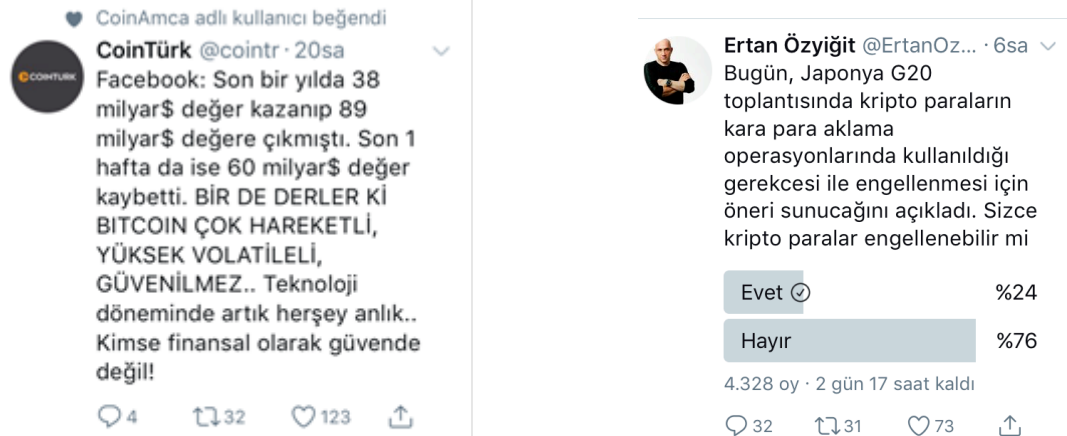 CoinAmca adlı kullanıcı beğendi
CoinTürk @cointr · 20sa
COINTURK
Facebook: Son bir yılda 38
milyar$ değer kazanıp 89
milyar$ değere çıkmıştı. Son 1
hafta da ise 60 milyar$ değer
kaybetti. BİR DE DERLER Kİ
BITCOIN ÇOK HAREKETLİ,
YÜKSEK VOLATİLELİ,
GÜVENİLMEZ.. Teknoloji
döneminde artık herşey anlık..
Kimse finansal olarak güvende
değil!
4 32 123
Ertan Özyiğit @ErtanOz... · 6sa
Bugün, Japonya G20
toplantısında kripto paraların
kara para aklama
operasyonlarında kullanıldığı
gerekcesi ile engellenmesi için
öneri sunucağını açıkladı. Sizce
kripto paralar engellenebilir mi
Evet %24
Hayır %76
4.328 oy · 2 gün 17 saat kaldı
32 31 73